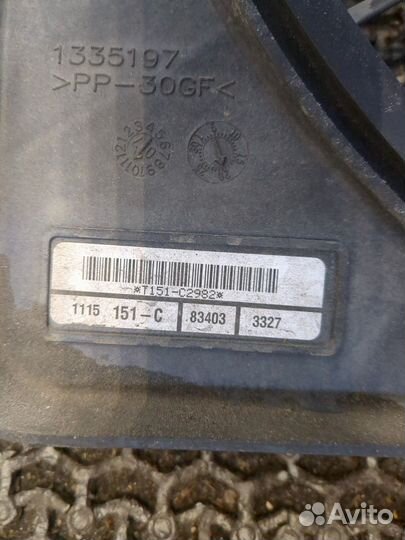 1335197
>PP-30GF<
*T151-C2982*
1115 151-C 83403 3327
Avito